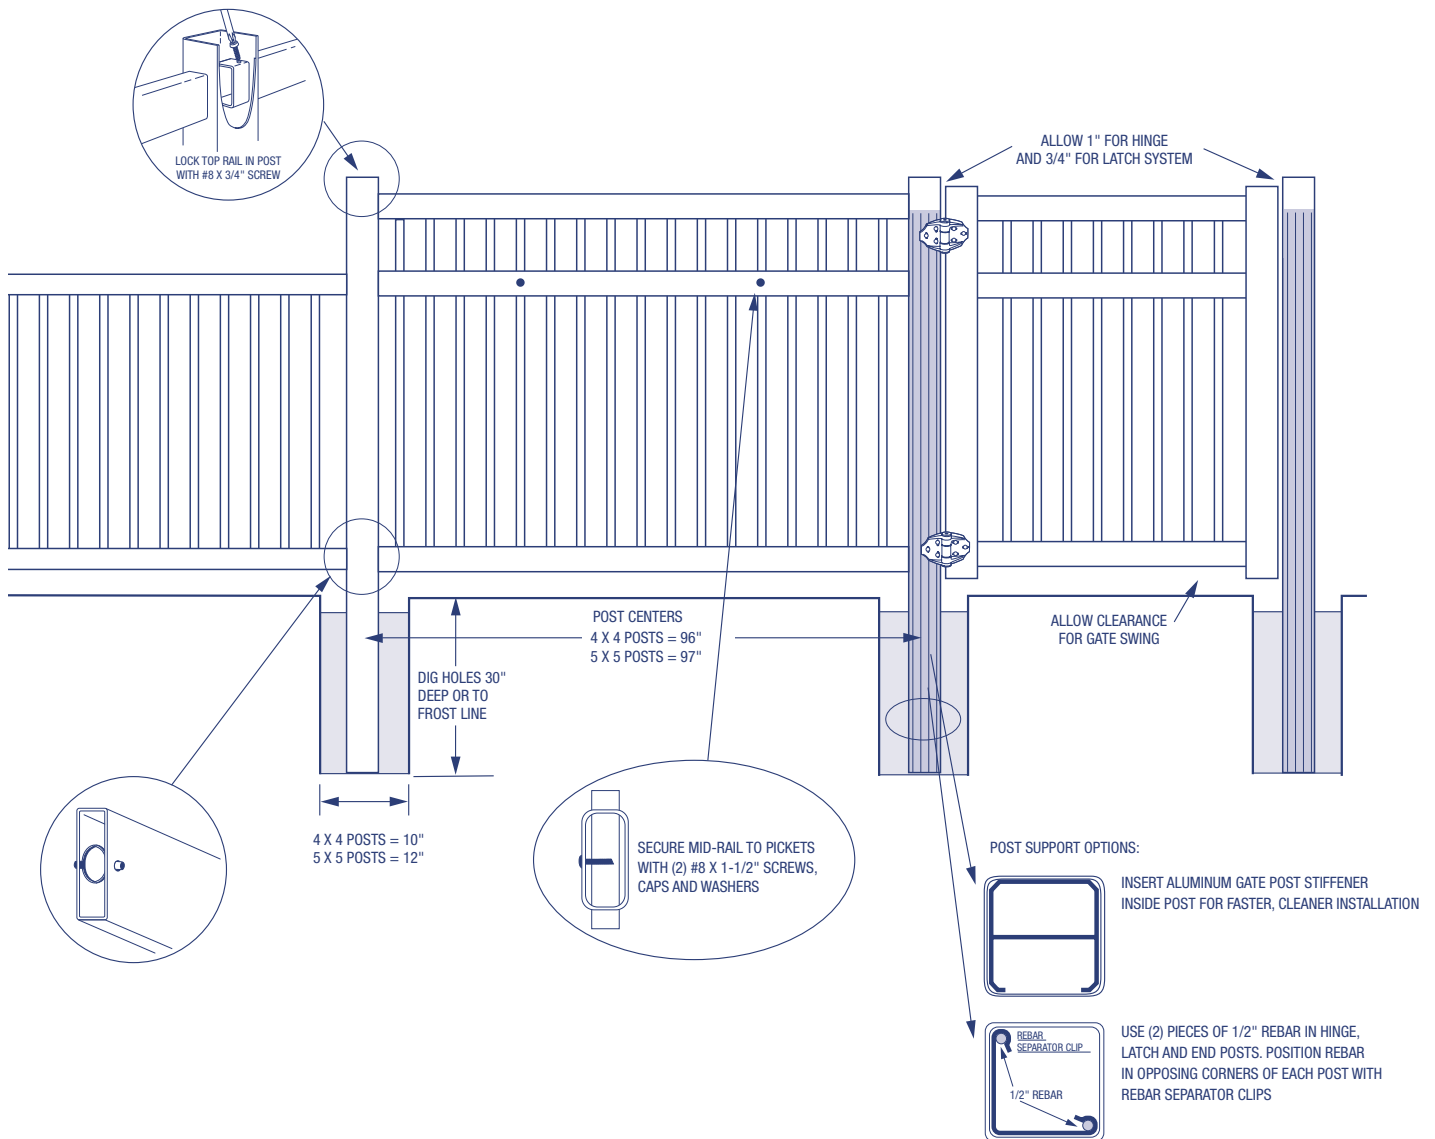 LOCK TOP RAIL IN POST
WITH #8 X 3/4" SCREW
ALLOW 1" FOR HINGE
AND 3/4" FOR LATCH SYSTEM
POST CENTERS
4 X 4 POSTS = 96"
5 X 5 POSTS = 97"
ALLOW CLEARANCE
FOR GATE SWING
DIG HOLES 30"
DEEP OR TO
FROST LINE
4 X 4 POSTS = 10"
5 X 5 POSTS = 12"
SECURE MID-RAIL TO PICKETS
WITH (2) #8 X 1-1/2" SCREWS,
CAPS AND WASHERS
POST SUPPORT OPTIONS:
INSERT ALUMINUM GATE POST STIFFENER
INSIDE POST FOR FASTER, CLEANER INSTALLATION
REBAR
SEPARATOR CLIP
1/2" REBAR
USE (2) PIECES OF 1/2" REBAR IN HINGE,
LATCH AND END POSTS. POSITION REBAR
IN OPPOSING CORNERS OF EACH POST WITH
REBAR SEPARATOR CLIPS